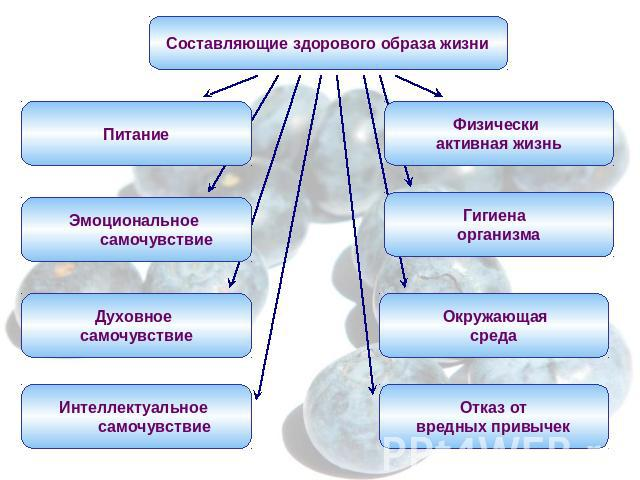 Составляющие здорового образа жизни
Питание
Физически
активная жизнь
Эмоциональное
самочувствие
Гигиена
организма
Духовное
самочувствие
Окружающая
среда
Интеллектуальное
самочувствие
Отказ от
вредных привычек